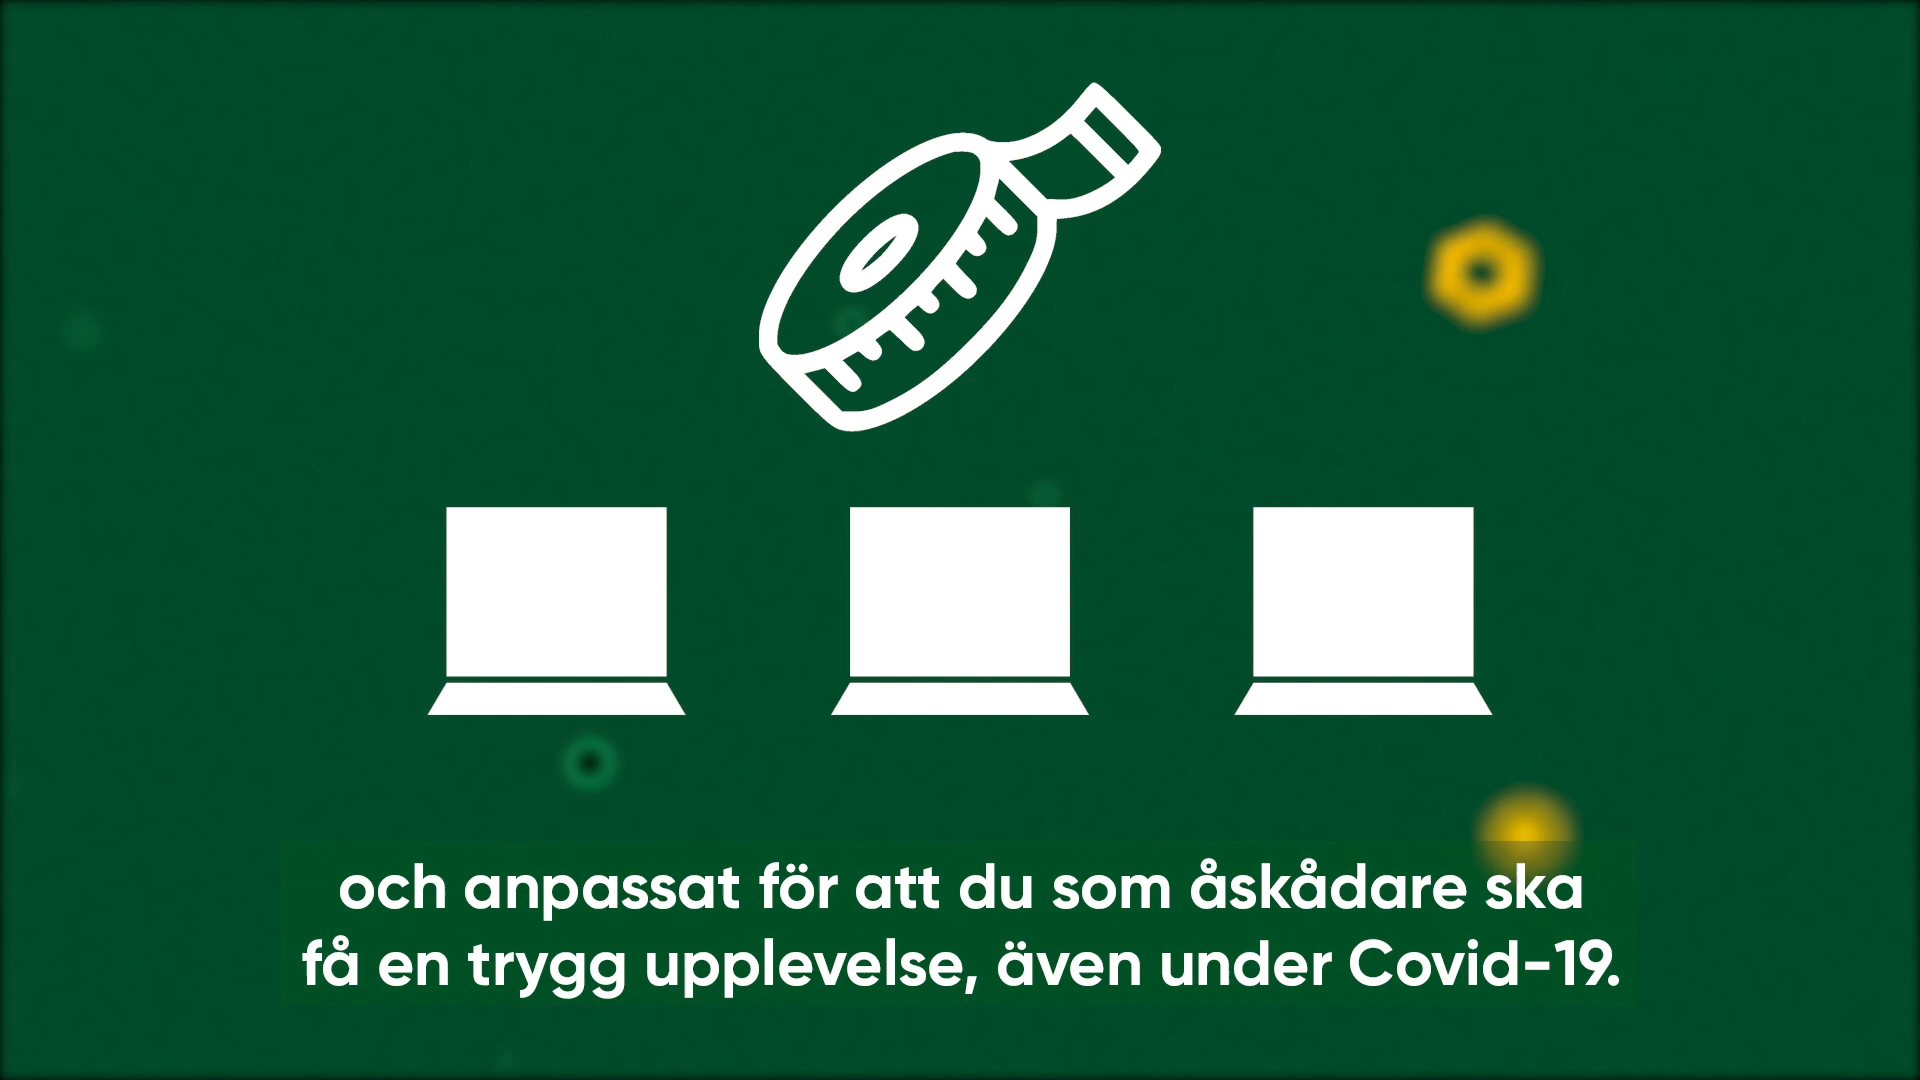 och anpassat för att du som åskådare ska
få en trygg upplevelse, även under Covid-19.